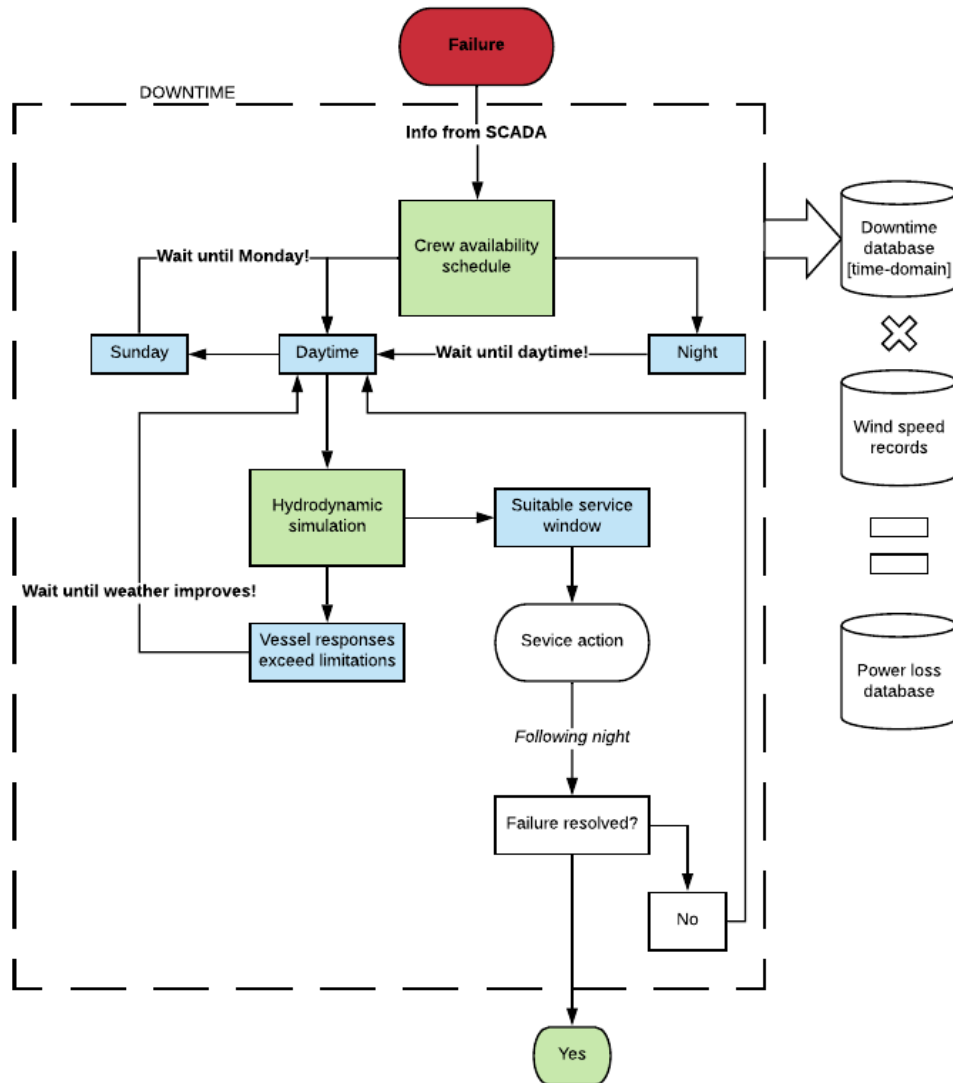 Failure
DOWNTIME
Info from SCADA
Crew availability
schedule
Downtime
database
[time-domain]
Wait until Monday!
Sunday
Daytime
Wait until daytime!
Night
Wind speed
records
Hydrodynamic
simulation
Suitable service
window
Wait until weather improves!
Vessel responses
exceed limitations
Sevice action
Power loss
database
Following night
Failure resolved?
No
Yes